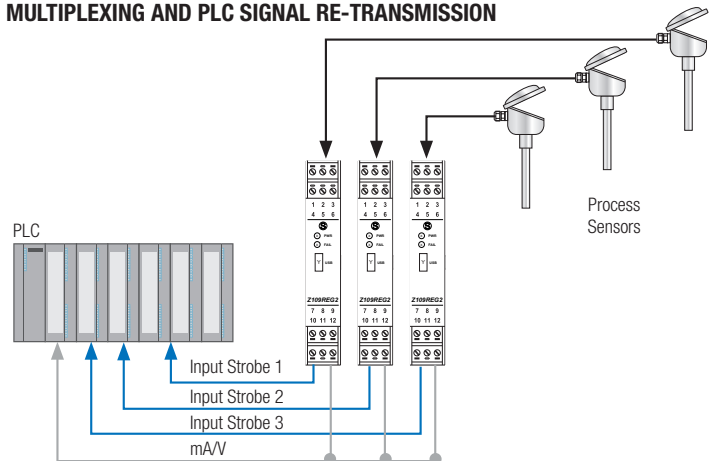 MULTIPLEXING AND PLC SIGNAL RE-TRANSMISSION
Process
Sensors
PLC
1 2 3
4 5 6
S
PWR
FAIL
USB
Z109REG2
7 8 9
10 11 12
1 2 3
4 5 6
S
PWR
FAIL
USB
Z109REG2
7 8 9
10 11 12
1 2 3
4 5 6
S
PWR
FAIL
USB
Z109REG2
7 8 9
10 11 12
Input Strobe 1
Input Strobe 2
Input Strobe 3
mA/V